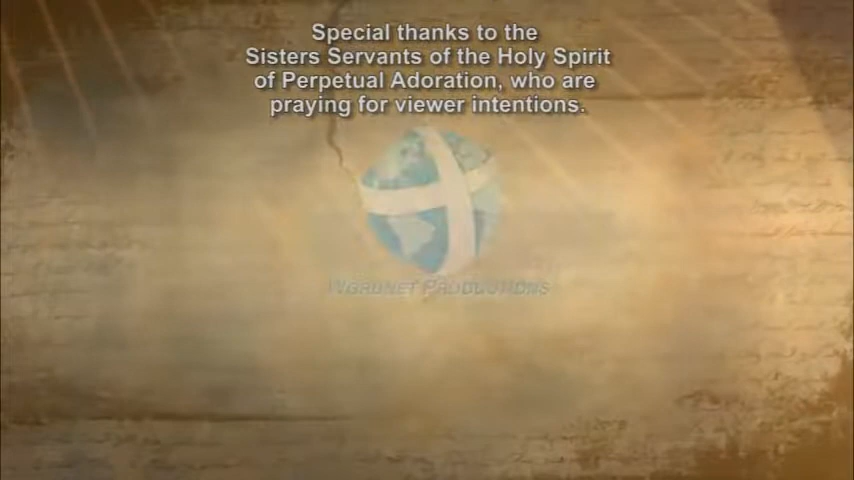 Special thanks to the
Sisters Servants of the Holy Spirit
of Perpetual Adoration, who are
praying for viewer intentions.
Wordnet Productions